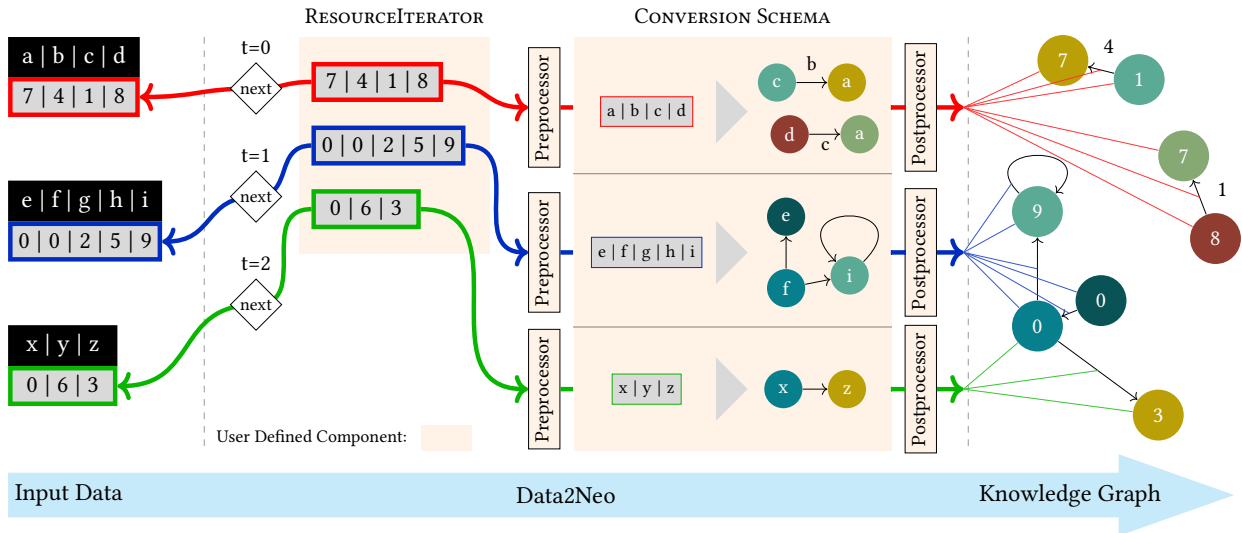 ResourceIterator
Conversion Schema
a | b | c | d
7 | 4 | 1 | 8
t=0
next
7 | 4 | 1 | 8
Preprocessor
a | b | c | d
c
b
a
d
c
a
Postprocessor
7
4
1
7
1
8
e | f | g | h | i
0 | 0 | 2 | 5 | 9
t=1
next
0 | 0 | 2 | 5 | 9
Preprocessor
e | f | g | h | i
e
f
i
Postprocessor
9
0
0
x | y | z
0 | 6 | 3
t=2
next
0 | 6 | 3
Preprocessor
x | y | z
x
z
Postprocessor
3
User Defined Component:
Input Data
Data2Neo
Knowledge Graph